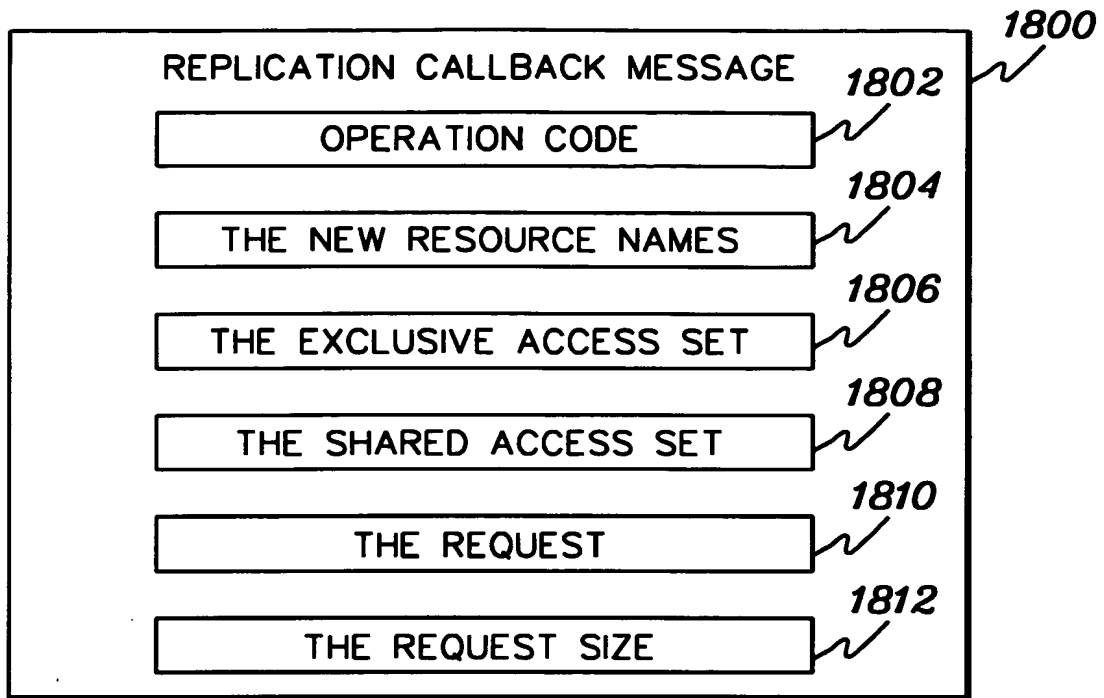 1800
REPLICATION CALLBACK MESSAGE
1802
OPERATION CODE
1804
THE NEW RESOURCE NAMES
1806
THE EXCLUSIVE ACCESS SET
1808
THE SHARED ACCESS SET
1810
THE REQUEST
1812
THE REQUEST SIZE